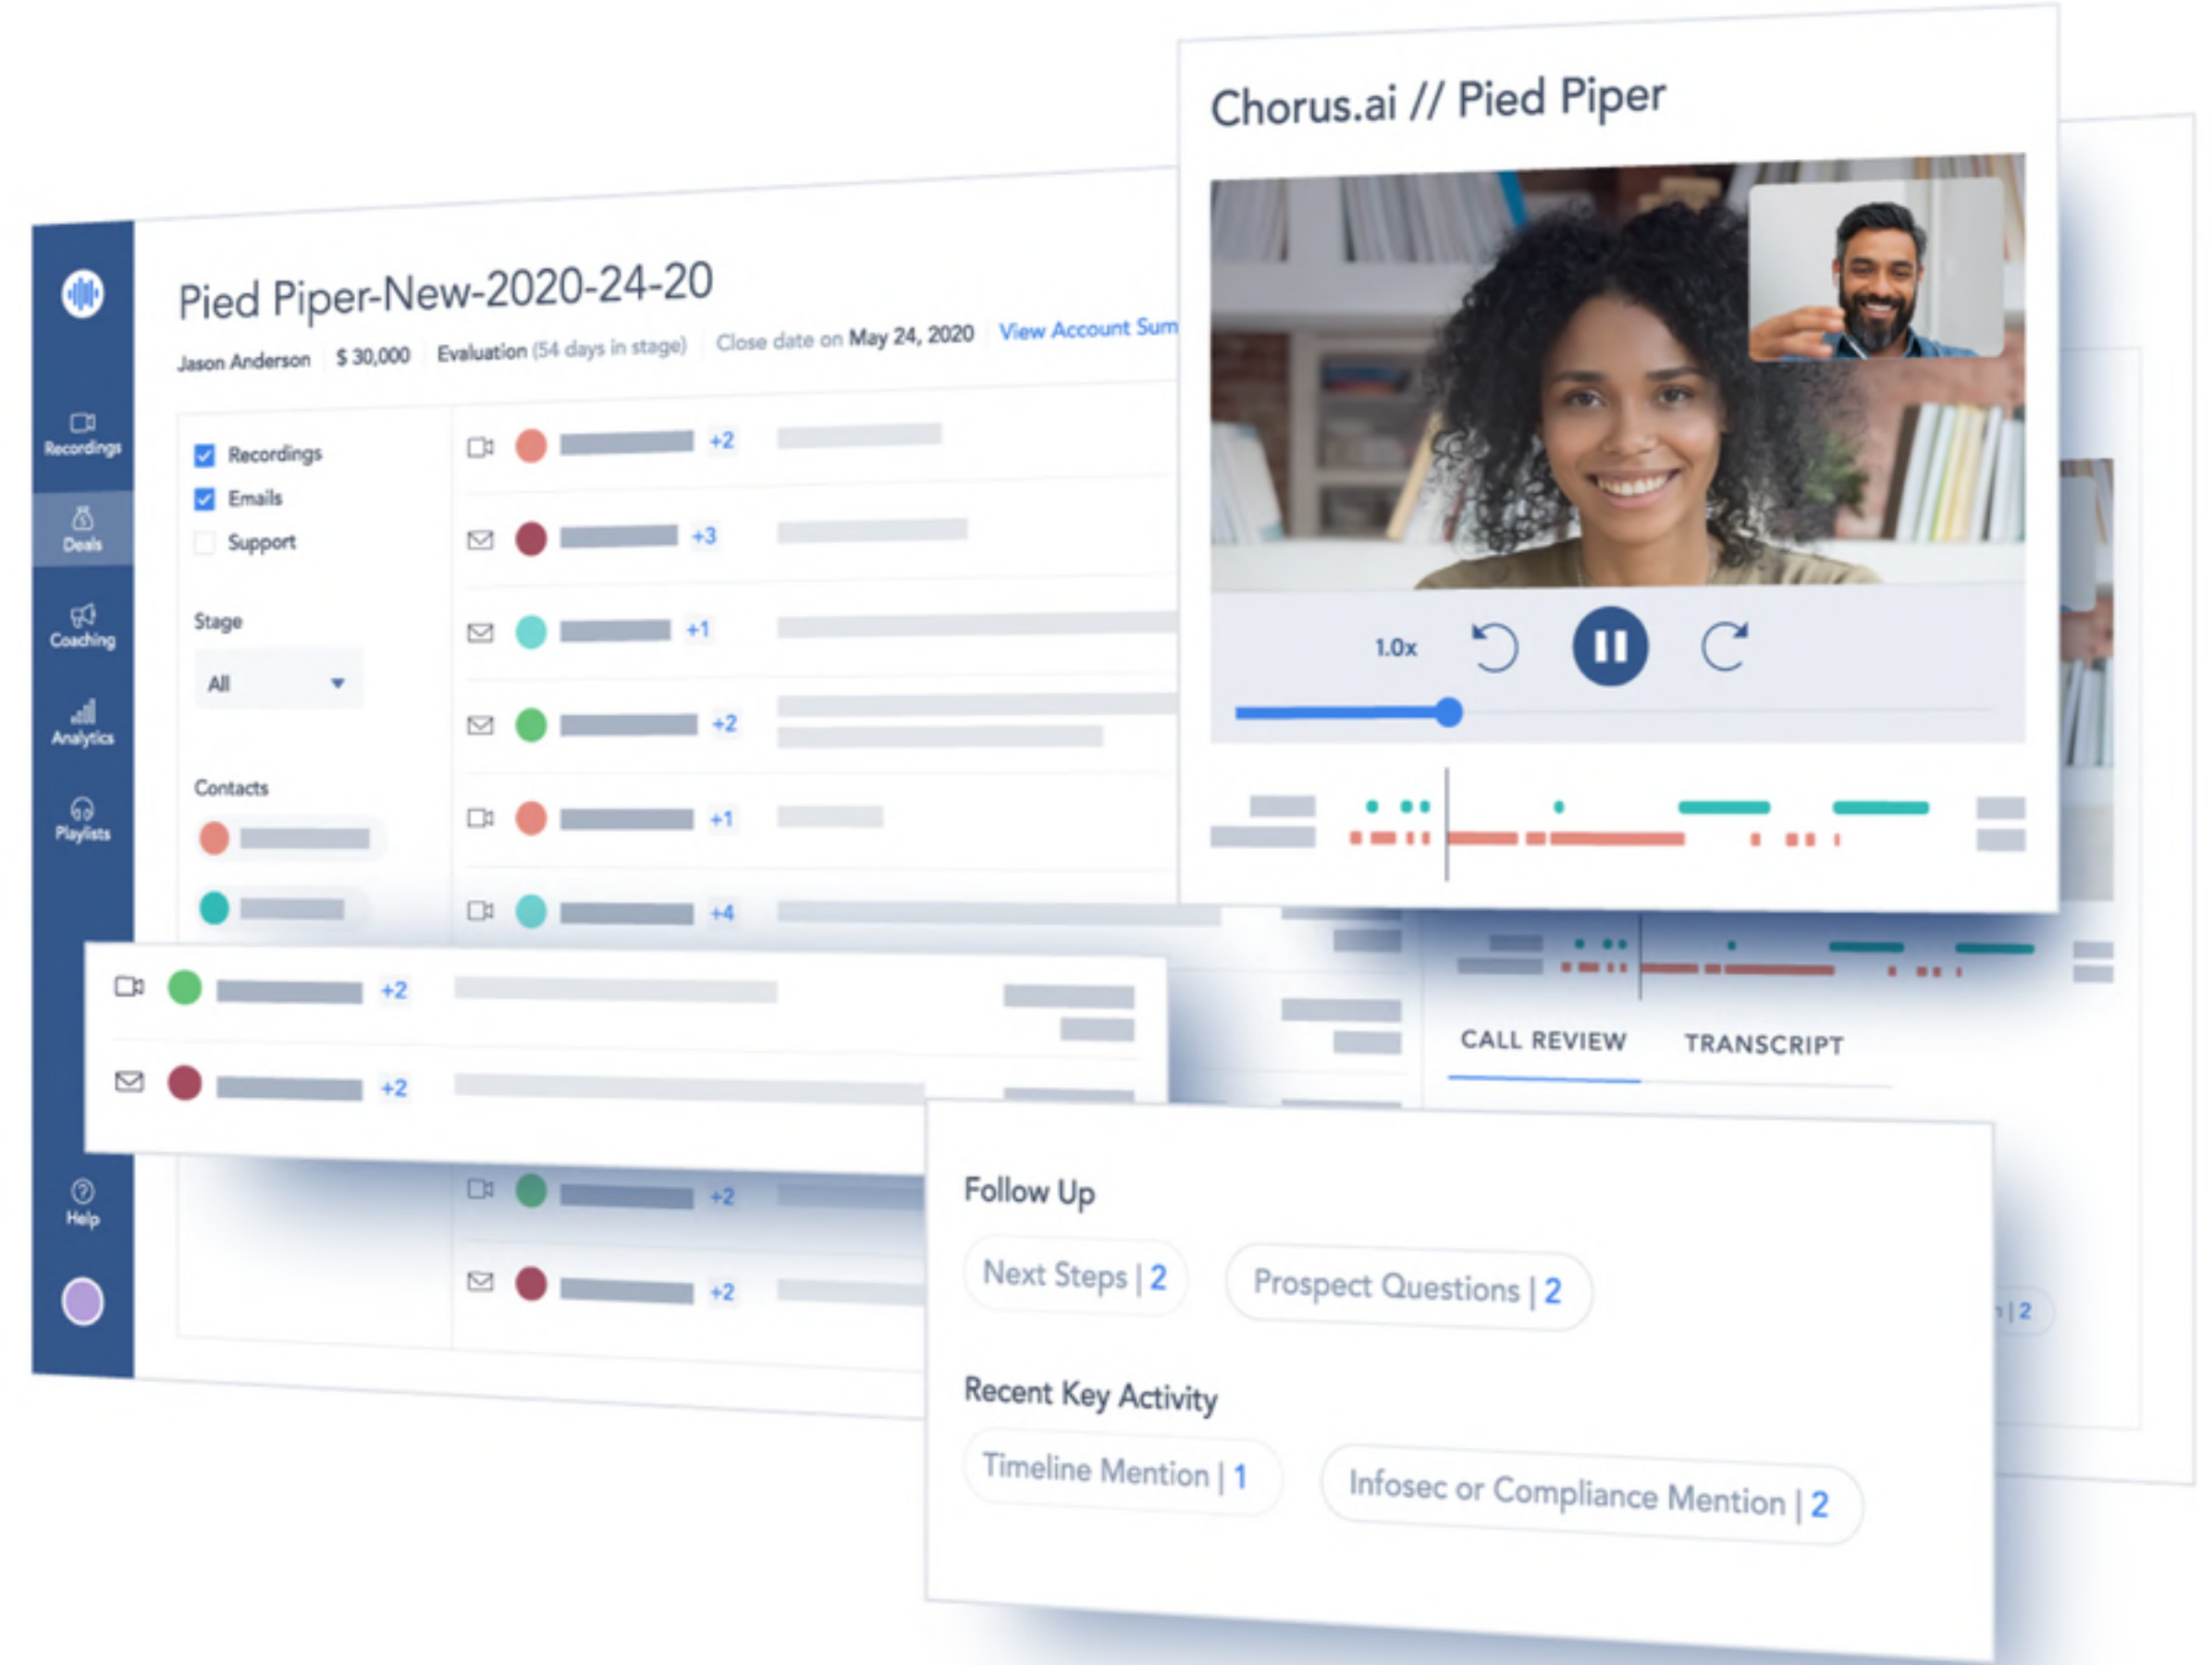 Chorus.ai // Pied Piper
Pied Piper-New-2020-24-20
Jason Anderson $ 30,000 Evaluation (54 days in stage) Close date on May 24, 2020 View Account Sum
Recordings
Deals
Coaching
Analytics
Playlists
Help
Recordings
Emails
Support
Stage
All
Contacts
+2
+3
+1
+2
+1
+4
+2
+2
+2
+2
1.0x
CALL REVIEW TRANSCRIPT
Follow Up
Next Steps | 2 Prospect Questions | 2
| 2
Recent Key Activity
Timeline Mention | 1 Infosec or Compliance Mention | 2